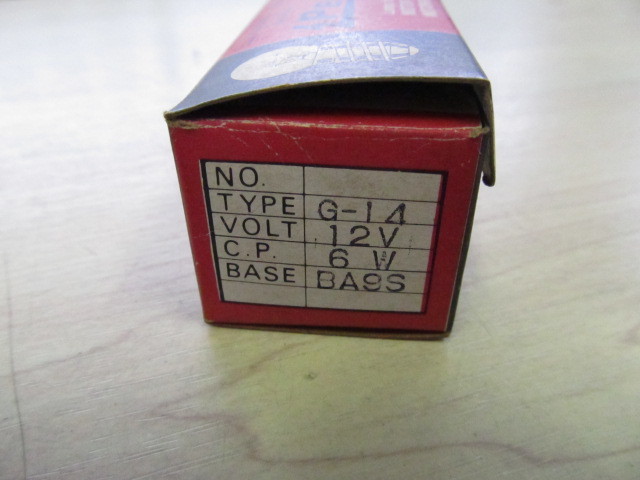 NO.
TYPE G-14
VOLT 12V
C.P. 6 W
BASE BA9S